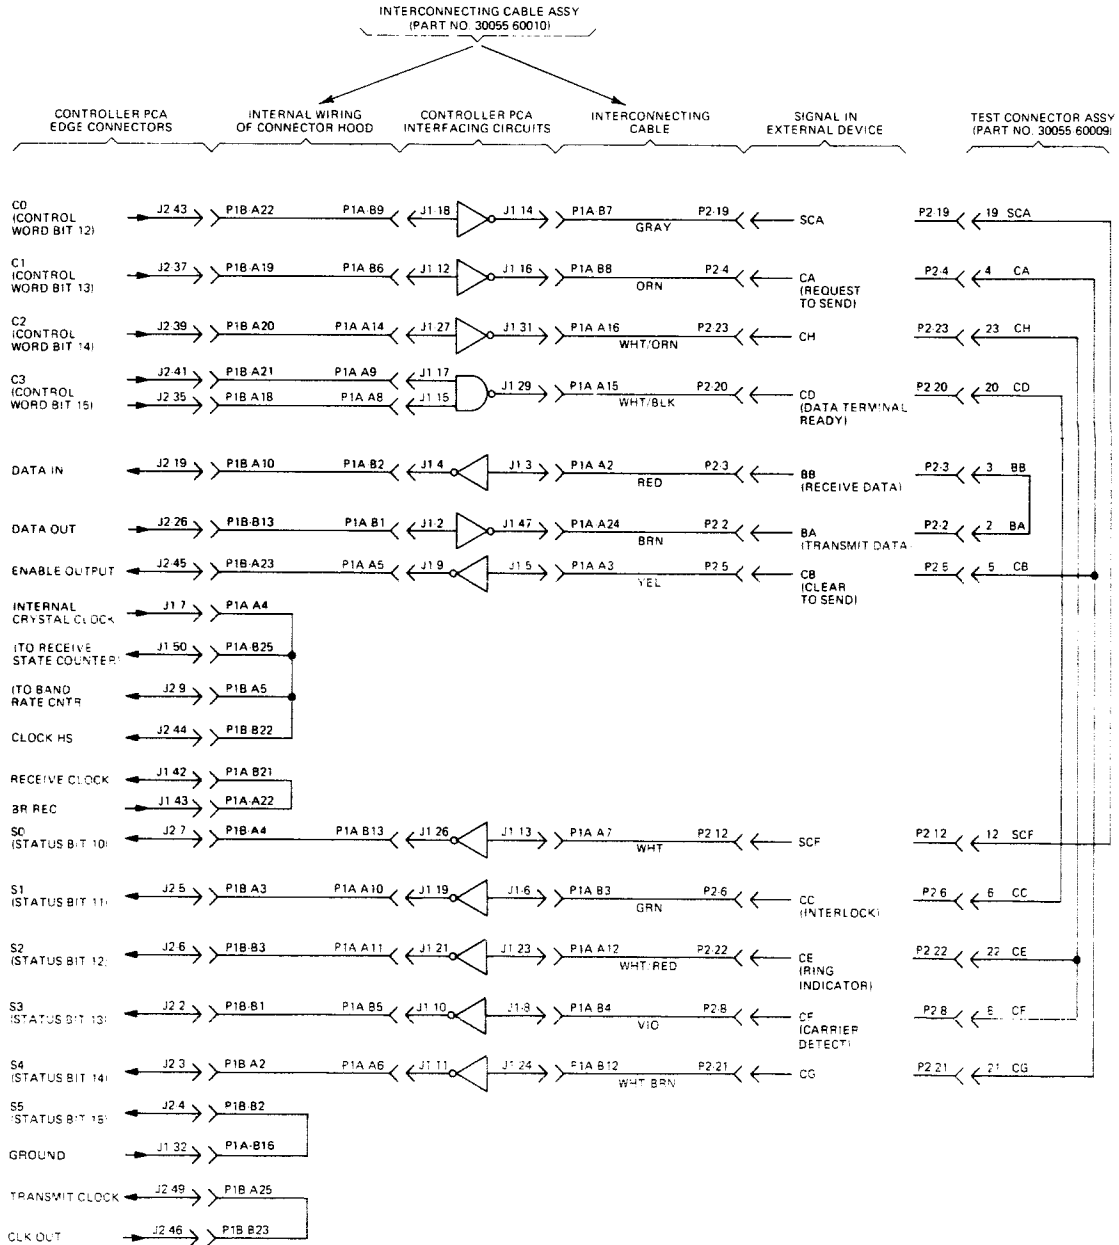 INTERCONNECTING CABLE ASSY
(PART NO. 30055 60010)
CONTROLLER PCA
EDGE CONNECTORS
INTERNAL WIRING
OF CONNECTOR HOOD
CONTROLLER PCA
INTERFACING CIRCUITS
INTERCONNECTING
CABLE
SIGNAL IN
EXTERNAL DEVICE
TEST CONNECTOR ASSY
(PART NO. 30055 60009)
C0
(CONTROL
WORD BIT 12)
J2-43 P1B-A22 P1A-B9 J1-18 J1-14 P1A-B7 P2-19 SCA P2-19 19 SCA
GRAY
C1
(CONTROL
WORD BIT 13)
J2-37 P1B-A19 P1A B6 J1-12 J1-16 P1A B8 P2-4 CA P2-4 4 CA
ORN
(REQUEST
TO SEND)
C2
(CONTROL
WORD BIT 14)
J2-39 P1B A20 P1A A14 J1-27 J1-31 P1A A16 P2-23 CH P2-23 23 CH
WHT/ORN
C3
(CONTROL
WORD BIT 15)
J2-41 P1B A21 P1A A9 J1-17
J2-35 P1B A18 P1A A8 J1-15
J1-29 P1A A15 P2-20 CD P2-20 20 CD
WHT/BLK
(DATA TERMINAL
READY)
DATA IN J2-19 P1B A10 P1A B2 J1-4 J1-3 P1A A2 P2-3 BB P2-3 3 BB
RED
(RECEIVE DATA)
DATA OUT J2-26 P1B-B13 P1A B1 J1-2 J1-47 P1A A24 P2-2 BA P2-2 2 BA
BRN
(TRANSMIT DATA
ENABLE OUTPUT J2-45 P1B-A23 P1A A5 J1-9 J1-5 P1A A3 P2-5 CB P2-5 5 CB
YEL
(CLEAR
TO SEND)
INTERNAL
CRYSTAL CLOCK
J1-7 P1A A4
(TO RECEIVE
STATE COUNTER)
J1-50 P1A-B25
(TO BAND
RATE CNTR
J2-9 P1B A5
CLOCK HS J2-44 P1B B22
RECEIVE CLOCK J1-42 P1A B21
BR REC J1-43 P1A-A22
S0
(STATUS BIT 10)
J2-7 P1B-A4 P1A B13 J1-26 J1-13 P1A A7 P2-12 SCF P2-12 12 SCF
WHT
S1
(STATUS BIT 11)
J2-5 P1B A3 P1A A10 J1-19 J1-6 P1A B3 P2-6 CC P2-6 6 CC
GRN
(INTERLOCK)
S2
(STATUS BIT 12)
J2-6 P1B-B3 P1A A11 J1-21 J1-23 P1A A12 P2-22 CE P2-22 22 CE
WHT/RED
(RING
INDICATOR)
S3
(STATUS BIT 13)
J2-2 P1B-B1 P1A B5 J1-10 J1-8 P1A B4 P2-8 CF P2-8 8 CF
VIO
(CARRIER
DETECT)
S4
(STATUS BIT 14)
J2-3 P1B A2 P1A A6 J1-11 J1-24 P1A B12 P2-21 CG P2-21 21 CG
WHT BRN
S5
(STATUS BIT 15)
J2-4 P1B-B2
GROUND J1-32 P1A-B16
TRANSMIT CLOCK J2-49 P1B A25
CLK OUT J2-46 P1B B23